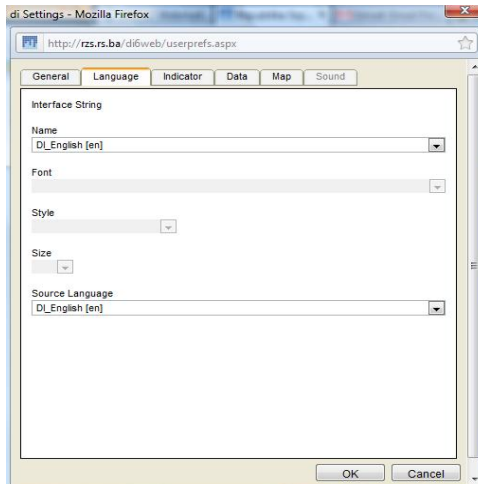 di Settings - Mozilla Firefox
http://rzs.rs.ba/di6web/userprefs.aspx
General Language Indicator Data Map Sound
Interface String
Name
DI_English [en]
Font
Style
Size
Source Language
DI_English [en]
OK Cancel